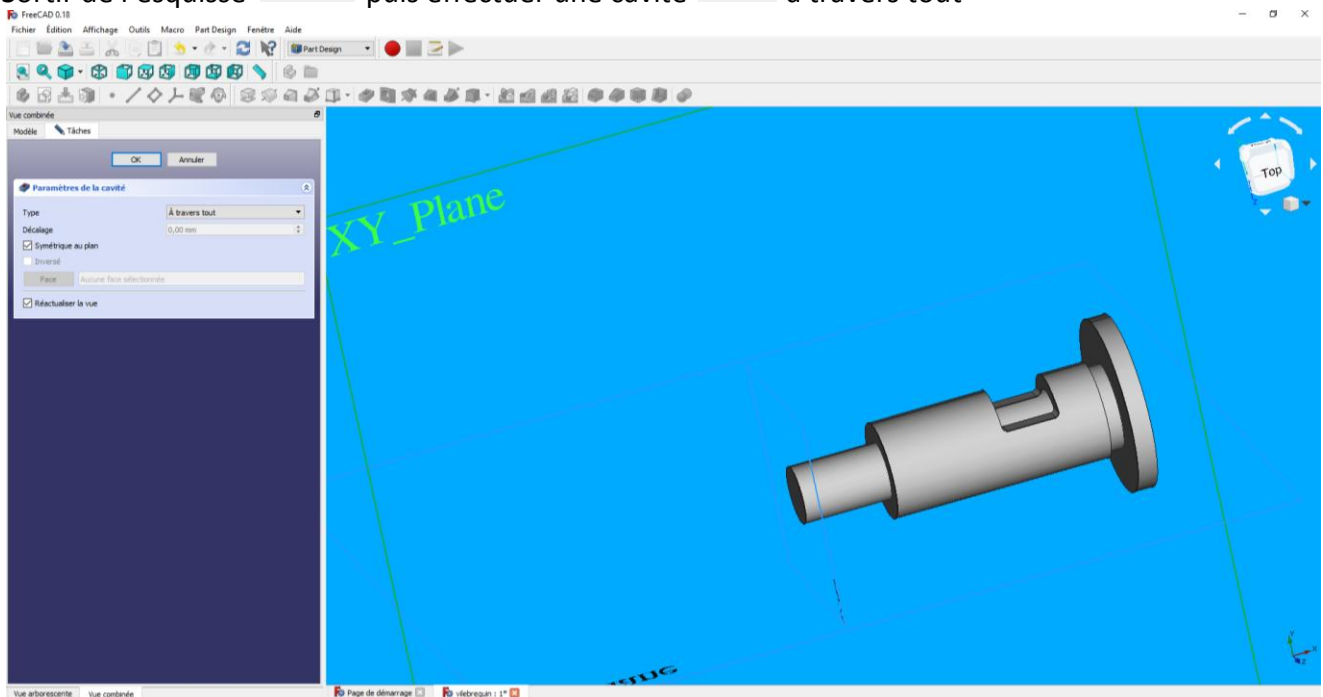 Sortir de l'esquisse puis effectuer une cavité à travers tout
FreeCAD 0.18
Fichier Édition Affichage Outils Macro Part Design Fenêtre Aide
Part Design
Vue combinée
Modèle Tâches
OK Annuler
Paramètres de la cavité
Type À travers tout
Décalage 0,00 mm
Symétrique au plan
Inversé
Face Aucune face sélectionnée
Réactualiser la vue
XY_Plane
Top
Y
X
Z
Vue arborescente Vue combinée
Page de démarrage vilebrequin : 1*